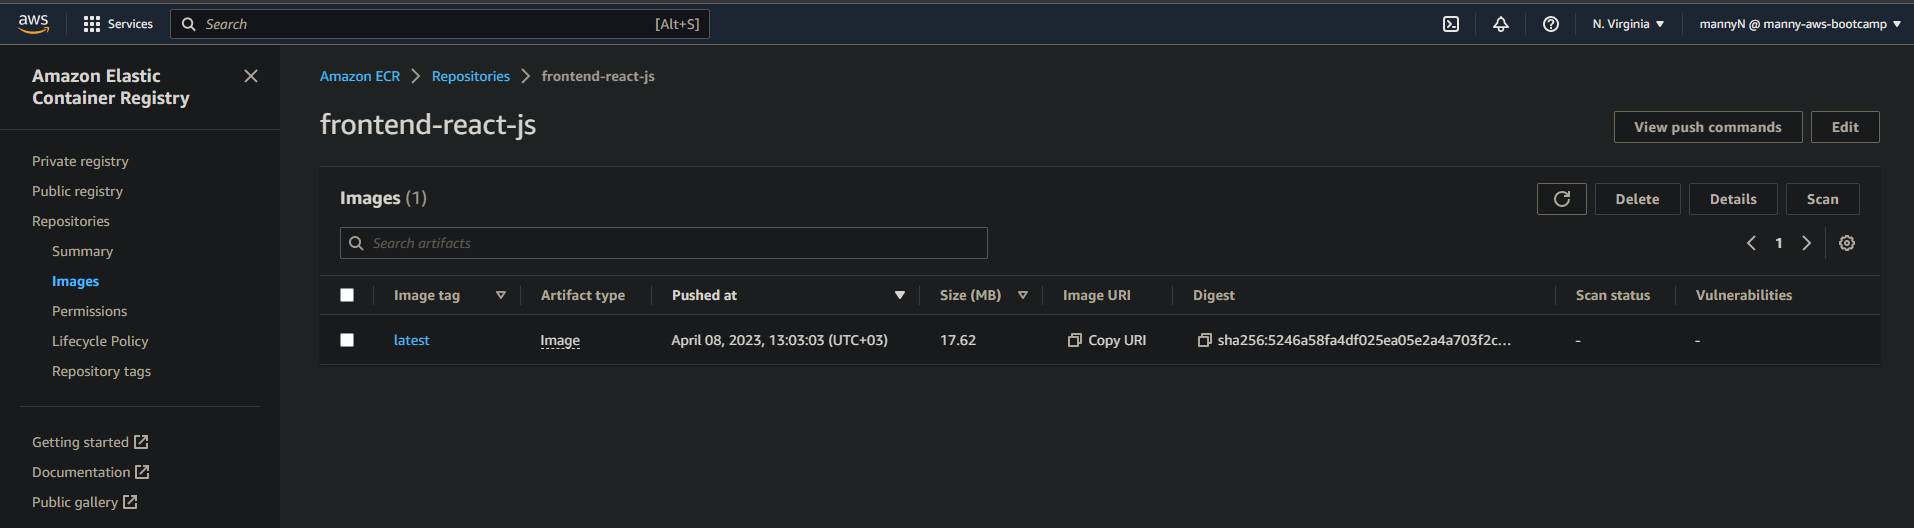 aws Services Search [Alt+S] N. Virginia mannyN @ manny-aws-bootcamp
Amazon Elastic
Container Registry
Private registry
Public registry
Repositories
Summary
Images
Permissions
Lifecycle Policy
Repository tags
Getting started
Documentation
Public gallery
Amazon ECR Repositories frontend-react-js
frontend-react-js
View push commands Edit
Images (1)
Delete Details Scan
Search artifacts
1
Image tag Artifact type Pushed at Size (MB) Image URI Digest Scan status Vulnerabilities
latest Image April 08, 2023, 13:03:03 (UTC+03) 17.62 Copy URI sha256:5246a58fa4df025ea05e2a4a703f2c... - -